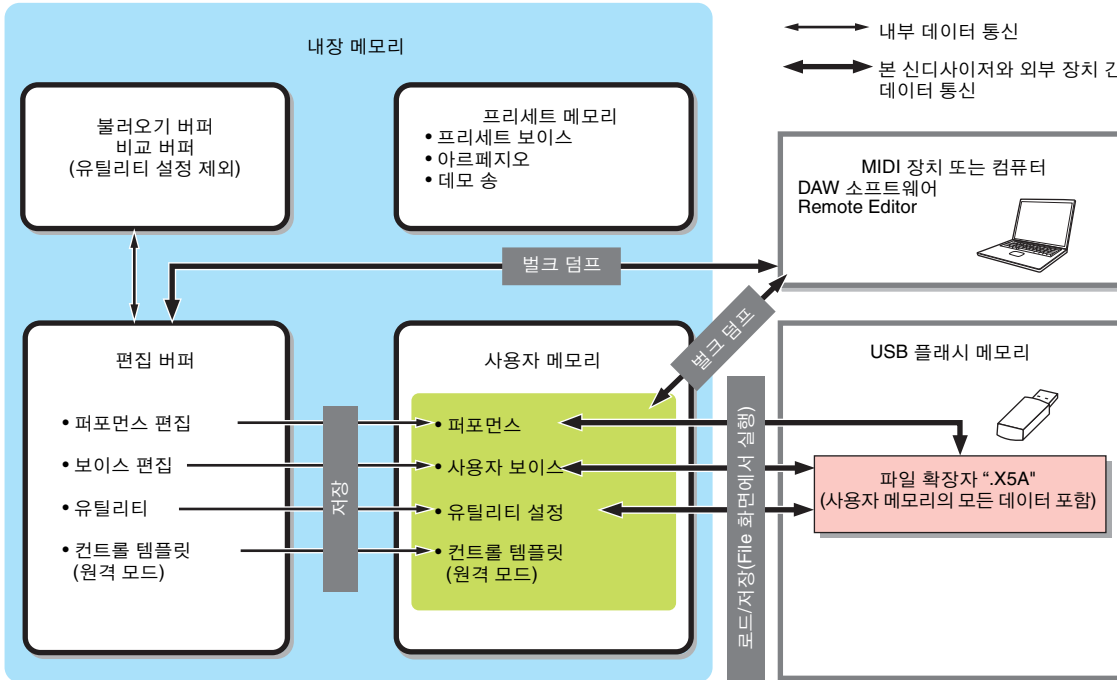 내부 데이터 통신
본 신디사이저와 외부 장치 간
데이터 통신
내장 메모리
불러오기 버퍼
비교 버퍼
(유틸리티 설정 제외)
프리세트 메모리
• 프리세트 보이스
• 아르페지오
• 데모 송
MIDI 장치 또는 컴퓨터
DAW 소프트웨어
Remote Editor
벌크 덤프
벌크 덤프
편집 버퍼
• 퍼포먼스 편집
• 보이스 편집
• 유틸리티
• 컨트롤 템플릿
(원격 모드)
저장
사용자 메모리
• 퍼포먼스
• 사용자 보이스
• 유틸리티 설정
• 컨트롤 템플릿
(원격 모드)
로드/저장(File 화면에서 실행)
USB 플래시 메모리
파일 확장자 “.X5A"
(사용자 메모리의 모든 데이터 포함)